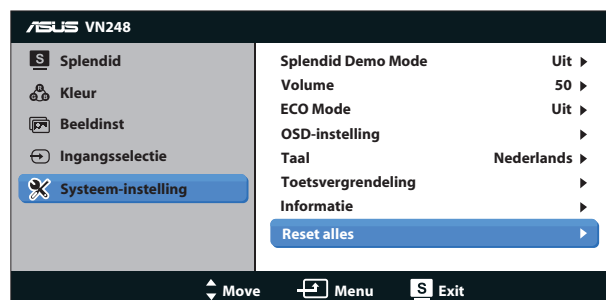 ASUS VN248
S Splendid
Kleur
Beeldinst
Ingangsselectie
Systeem-instelling
Splendid Demo Mode Uit
Volume 50
ECO Mode Uit
OSD-instelling
Taal Nederlands
Toetsvergrendeling
Informatie
Reset alles
Move Menu S Exit